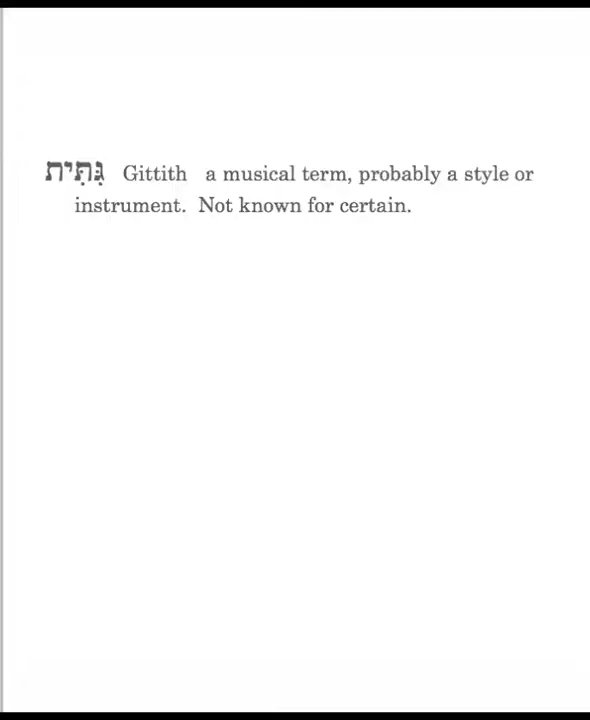 גִּתִּית Gittith a musical term, probably a style or
instrument. Not known for certain.